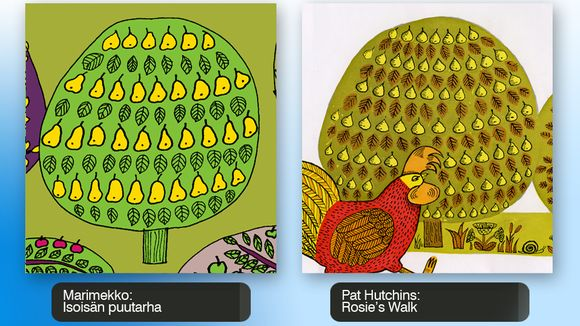 Marimekko:
Isoisän puutarha
Pat Hutchins:
Rosie's Walk